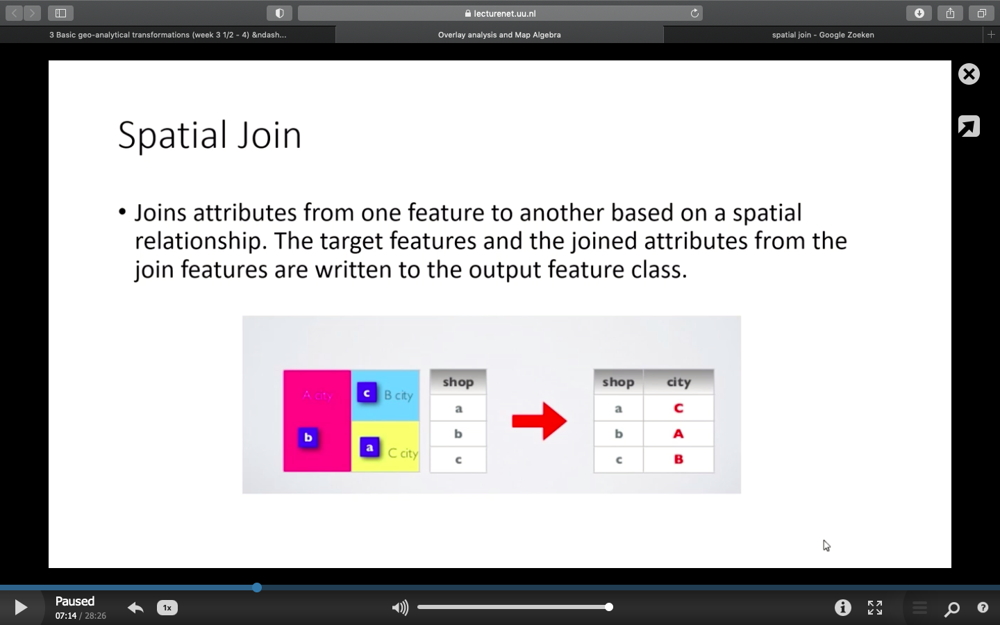 lecturenet.uu.nl
3 Basic geo-analytical transformations (week 3 1/2 - 4) &ndash...
Overlay analysis and Map Algebra
spatial join - Google Zoeken
Spatial Join
• Joins attributes from one feature to another based on a spatial
relationship. The target features and the joined attributes from the
join features are written to the output feature class.
A city
c B city
b
a C city
shop
a
b
c
shop city
a C
b A
c B
Paused
07:14 / 28:26
1x